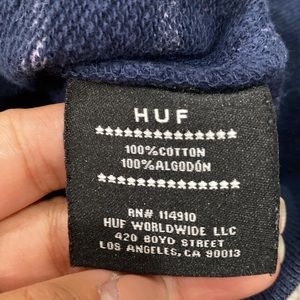 HUF
100% COTTON
100% ALGODÓN
RN# 114910
HUF WORLDWIDE LLC
420 BOYD STREET
LOS ANGELES, CA 90013